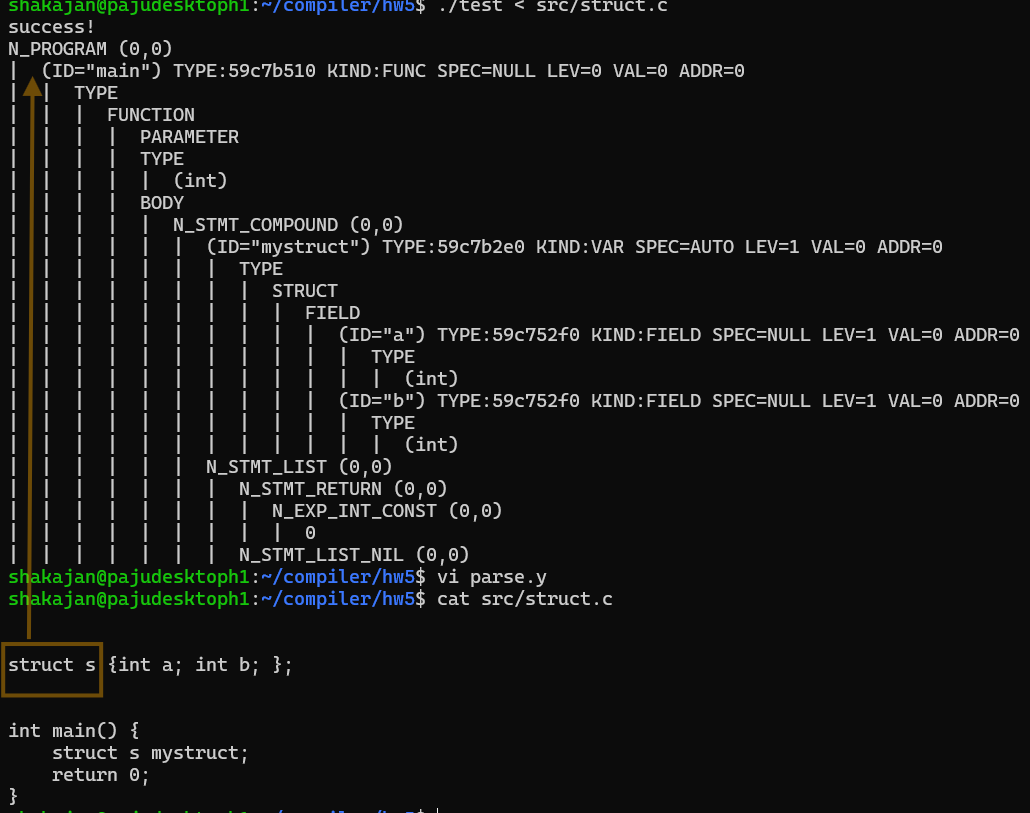 shakajan@pajudesktoph1:~/compiler/hw5$ ./test < src/struct.c
success!
N_PROGRAM (0,0)
|  (ID="main") TYPE:59c7b510 KIND:FUNC SPEC=NULL LEV=0 VAL=0 ADDR=0
|  |  TYPE
|  |  |  FUNCTION
|  |  |  |  PARAMETER
|  |  |  |  TYPE
|  |  |  |  |  (int)
|  |  |  |  BODY
|  |  |  |  |  N_STMT_COMPOUND (0,0)
|  |  |  |  |  |  (ID="mystruct") TYPE:59c7b2e0 KIND:VAR SPEC=AUTO LEV=1 VAL=0 ADDR=0
|  |  |  |  |  |  |  TYPE
|  |  |  |  |  |  |  |  STRUCT
|  |  |  |  |  |  |  |  |  FIELD
|  |  |  |  |  |  |  |  |  |  (ID="a") TYPE:59c752f0 KIND:FIELD SPEC=NULL LEV=1 VAL=0 ADDR=0
|  |  |  |  |  |  |  |  |  |  |  TYPE
|  |  |  |  |  |  |  |  |  |  |  |  (int)
|  |  |  |  |  |  |  |  |  |  (ID="b") TYPE:59c752f0 KIND:FIELD SPEC=NULL LEV=1 VAL=0 ADDR=0
|  |  |  |  |  |  |  |  |  |  |  TYPE
|  |  |  |  |  |  |  |  |  |  |  |  (int)
|  |  |  |  |  |  N_STMT_LIST (0,0)
|  |  |  |  |  |  |  N_STMT_RETURN (0,0)
|  |  |  |  |  |  |  |  N_EXP_INT_CONST (0,0)
|  |  |  |  |  |  |  |  |  0
|  |  |  |  |  |  |  N_STMT_LIST_NIL (0,0)
shakajan@pajudesktoph1:~/compiler/hw5$ vi parse.y
shakajan@pajudesktoph1:~/compiler/hw5$ cat src/struct.c
struct s {int a; int b; };
int main() {
    struct s mystruct;
    return 0;
}